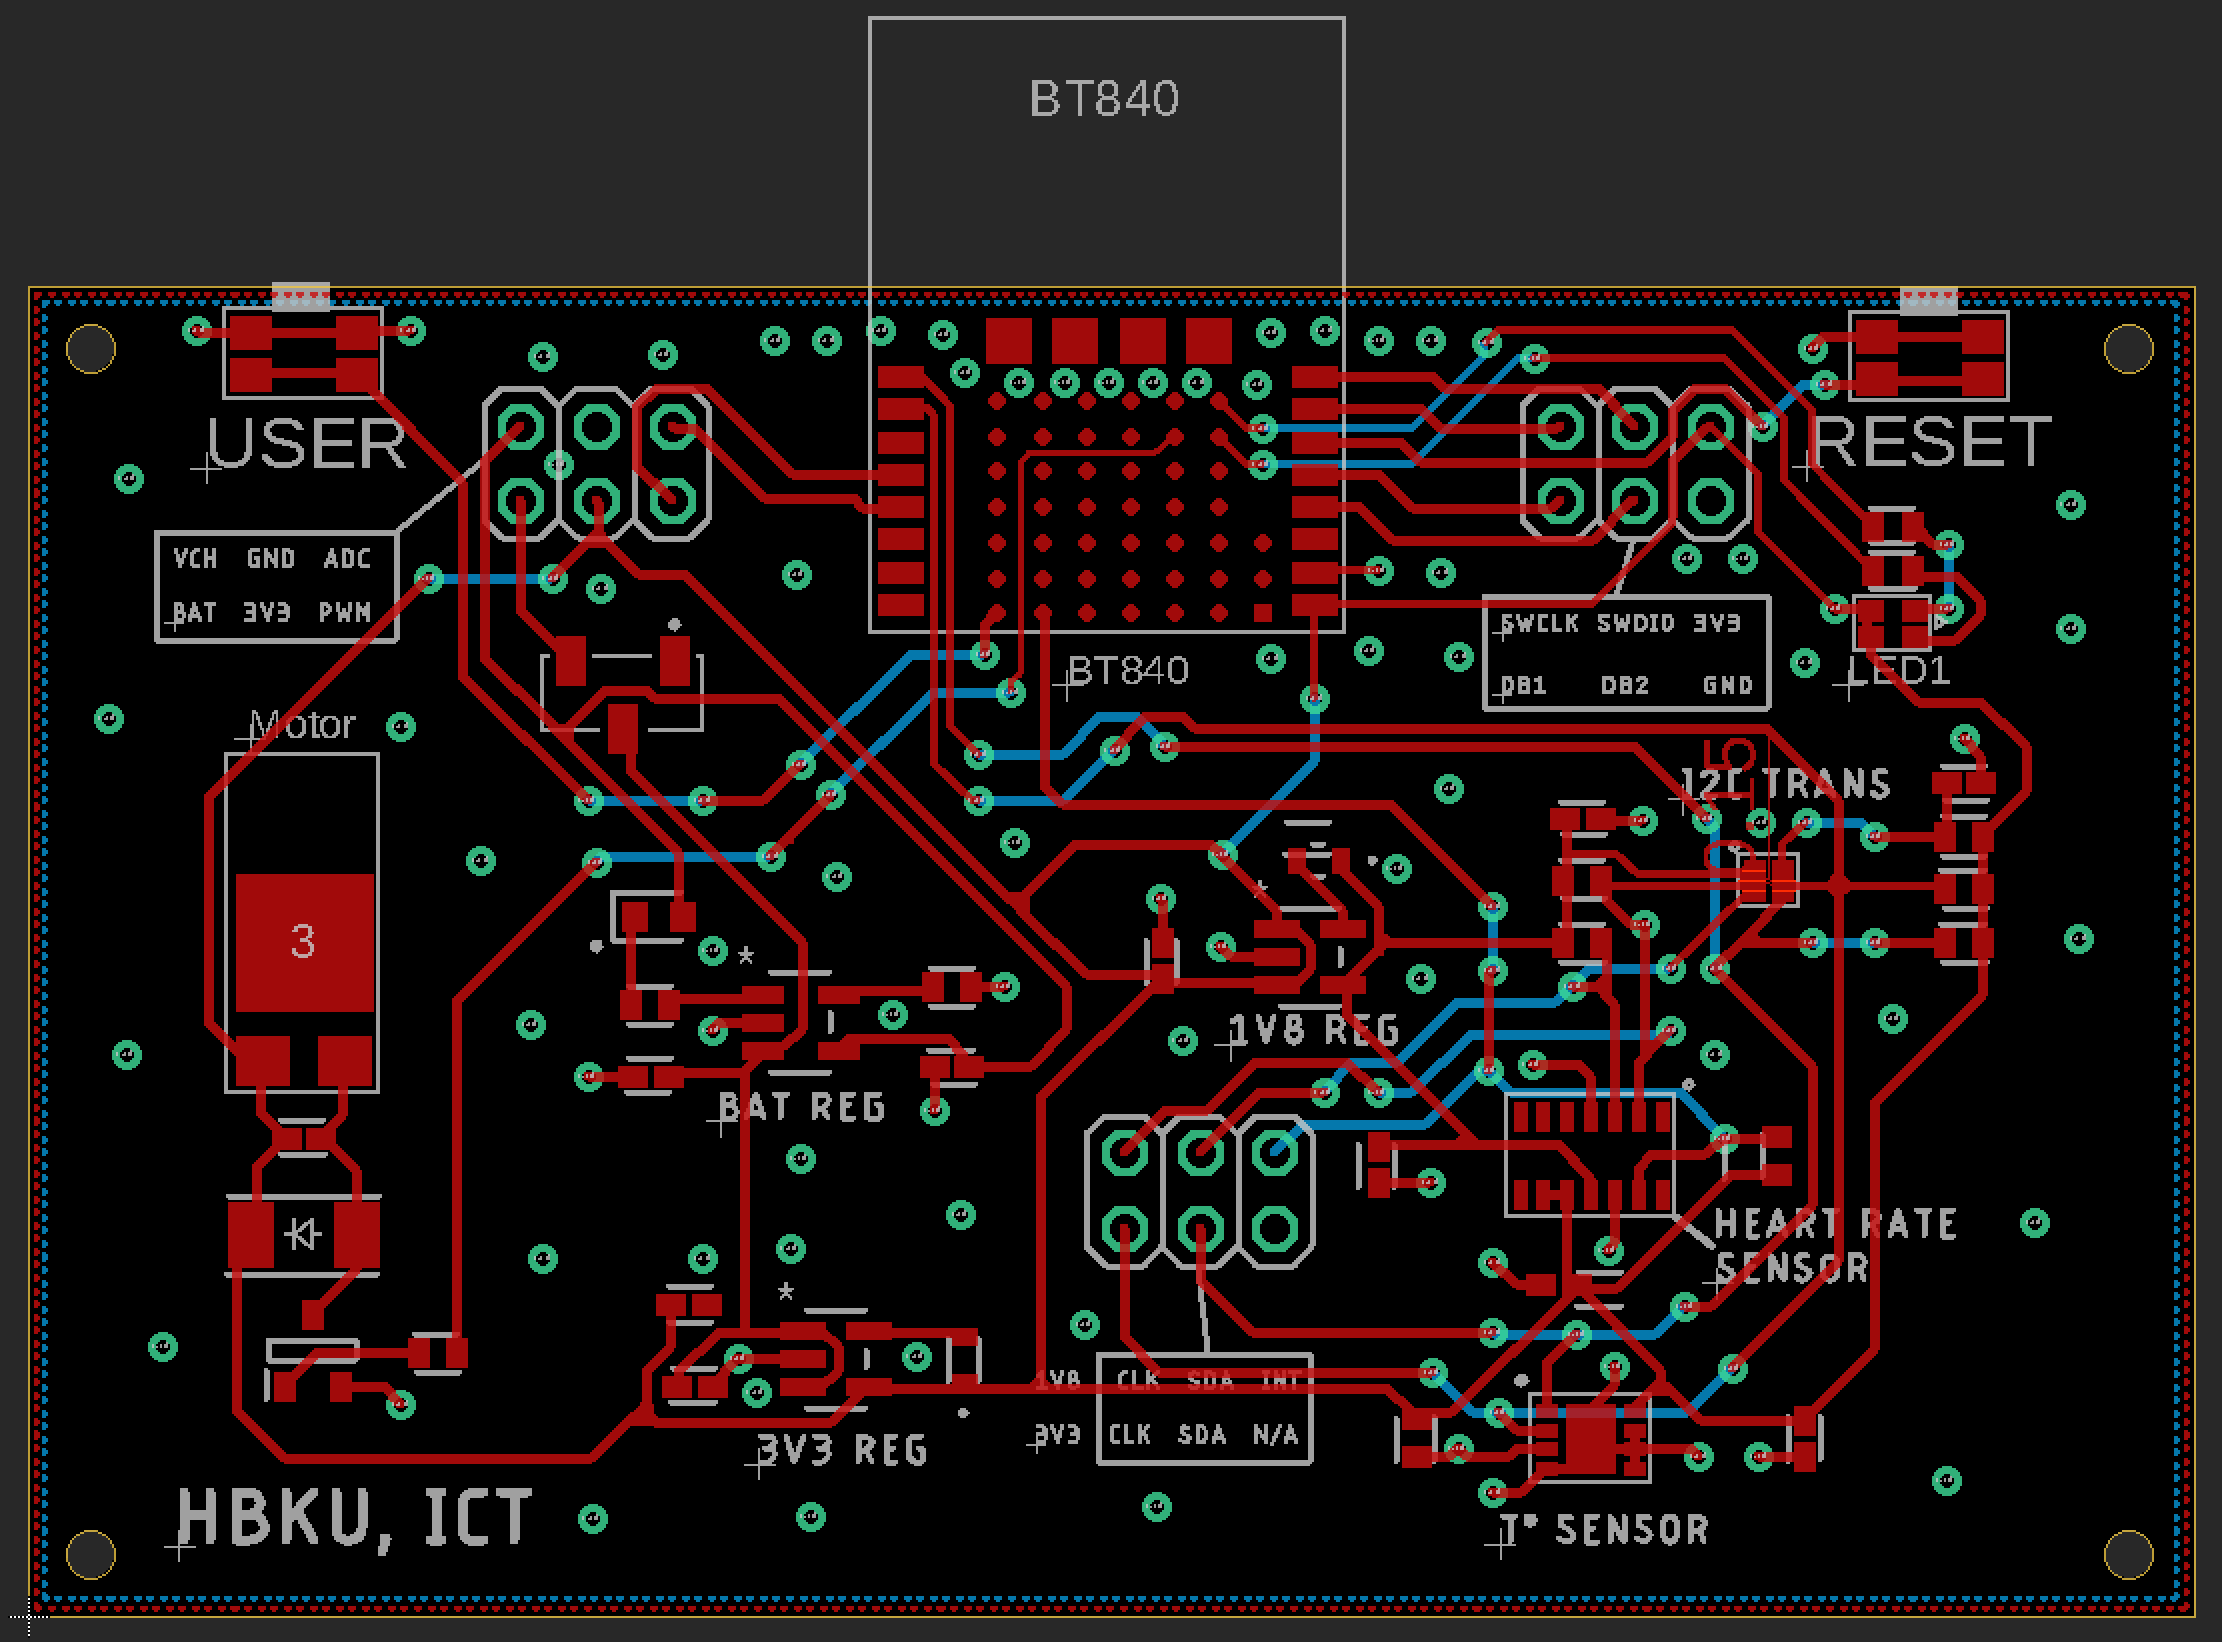 BT840
USER
RESET
VCH GND ADC
BAT 3V3 PWM
SWCLK SWDIO 3V3
DB1 DB2 GND
BT840
LED1
Motor
I2C TRANS
3
1V8 REG
BAT REG
HEART RATE
SENSOR
1V8 CLK SDA INT
3V3 CLK SDA N/A
3V3 REG
HBKU, ICT
T° SENSOR